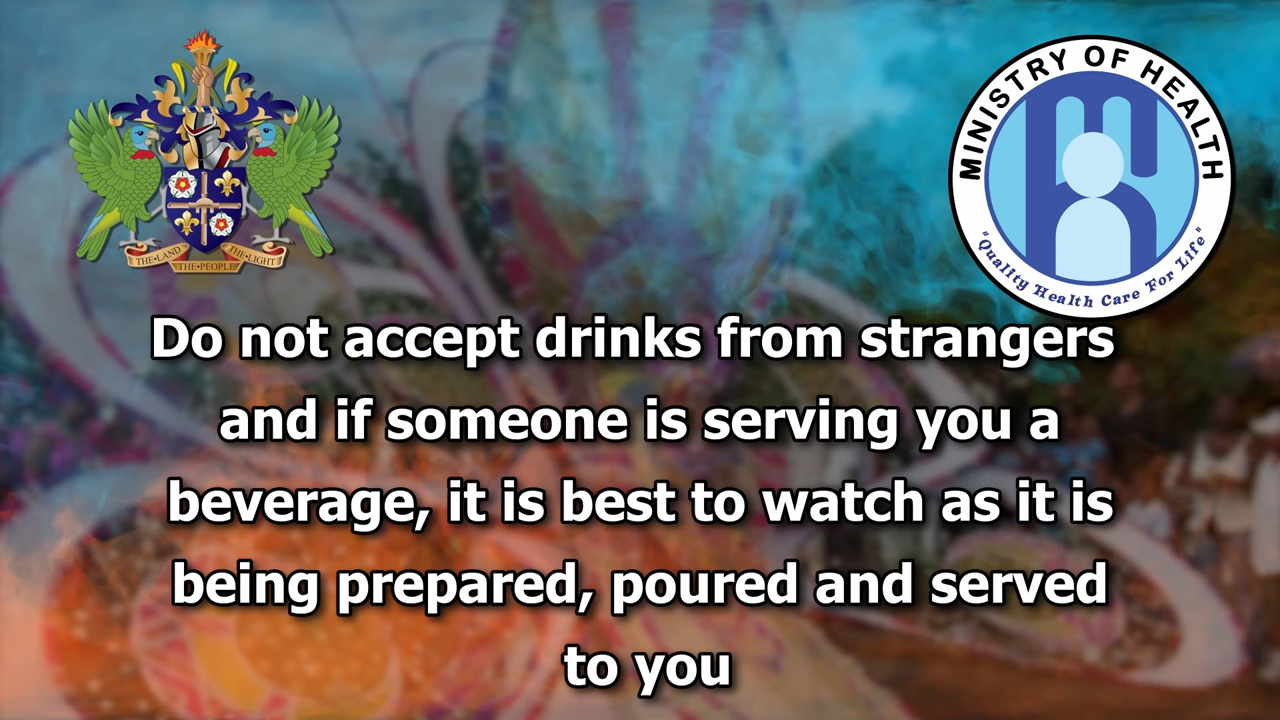 MINISTRY OF HEALTH
"Quality Health Care For Life"
THE·LAND THE·PEOPLE THE·LIGHT
Do not accept drinks from strangers
and if someone is serving you a
beverage, it is best to watch as it is
being prepared, poured and served
to you